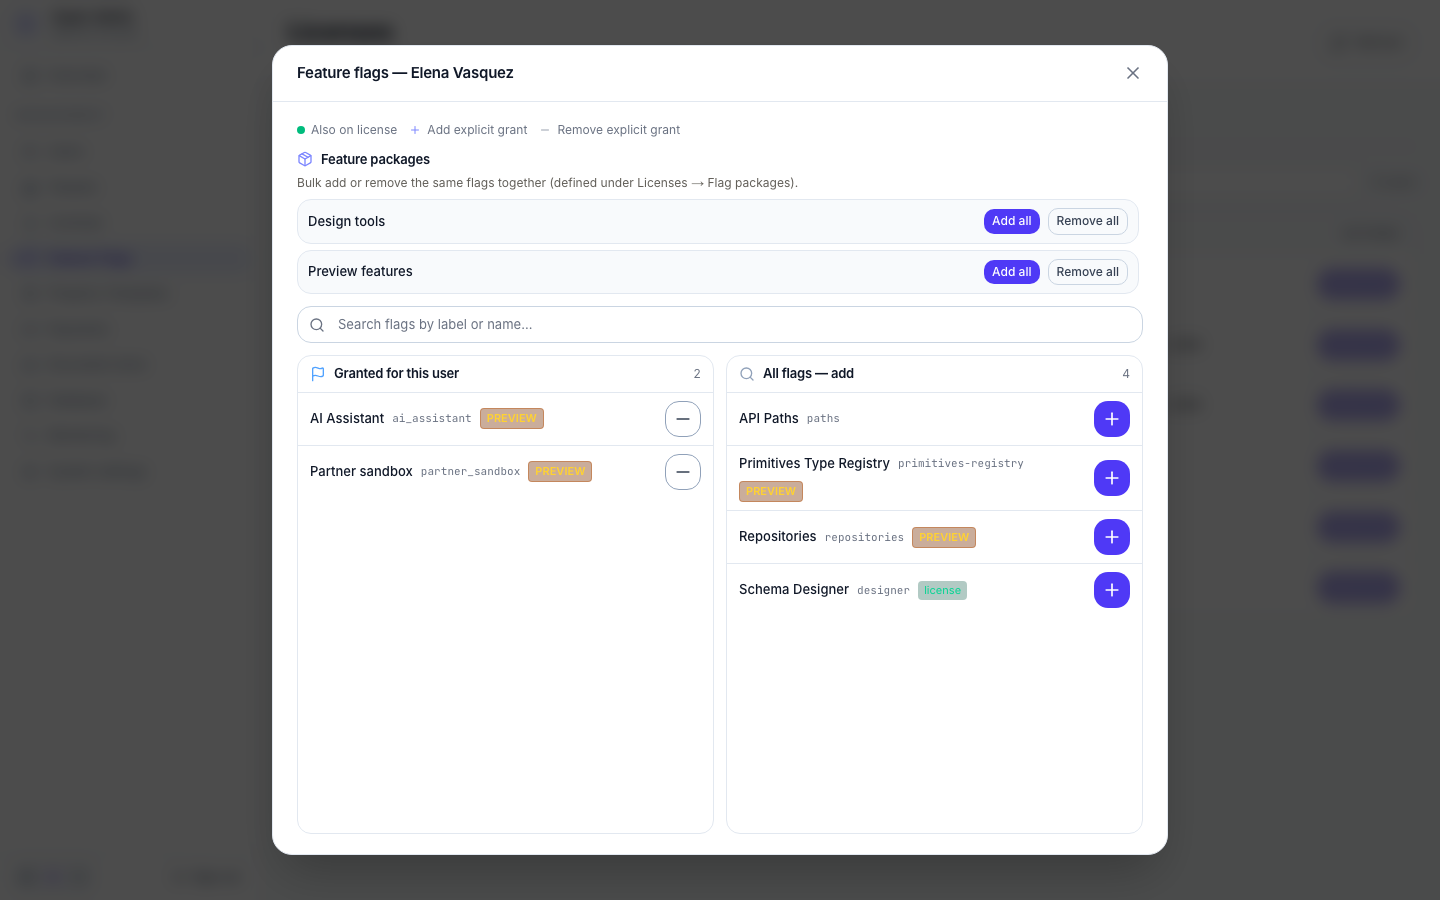 Feature flags — Elena Vasquez
Also on license + Add explicit grant − Remove explicit grant
Feature packages
Bulk add or remove the same flags together (defined under Licenses → Flag packages).
Design tools Add all Remove all
Preview features Add all Remove all
Search flags by label or name...
Granted for this user 2
AI Assistant ai_assistant PREVIEW
Partner sandbox partner_sandbox PREVIEW
All flags — add 4
API Paths paths
Primitives Type Registry primitives-registry
PREVIEW
Repositories repositories PREVIEW
Schema Designer designer license